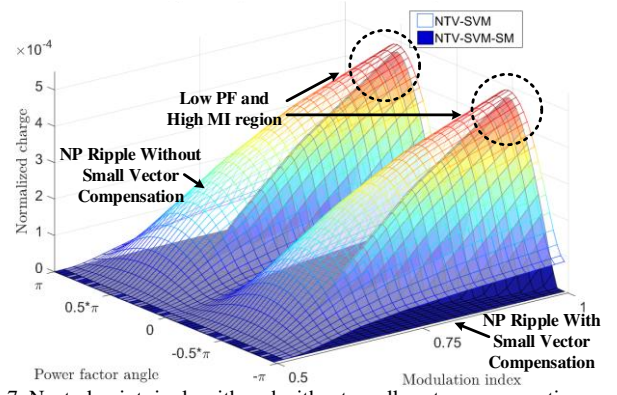 NTV-SVM
NTV-SVM-SM
×10⁻⁴
5
4
3
2
1
0
Normalized charge
Low PF and
High MI region
NP Ripple Without
Small Vector
Compensation
π
0.5*π
0
-0.5*π
-π
Power factor angle
0.5
0.75
1
Modulation index
NP Ripple With
Small Vector
Compensation